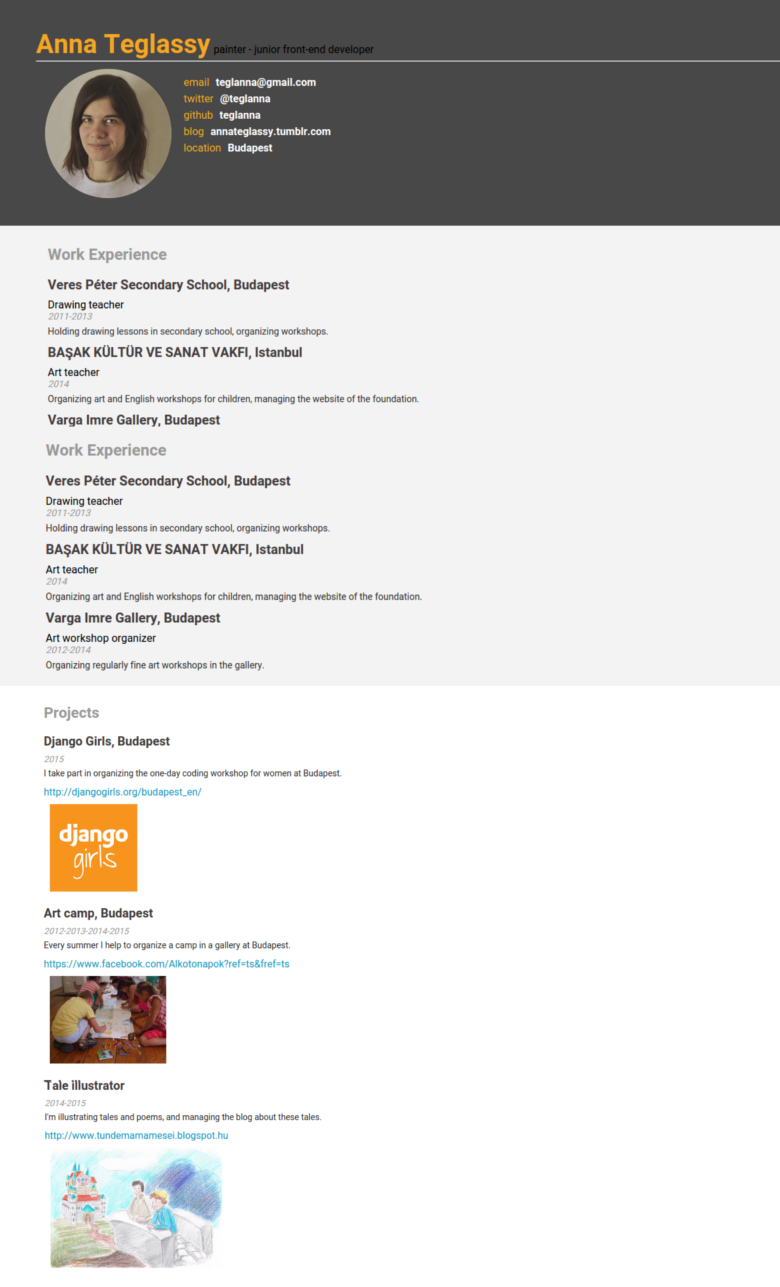 Anna Teglassy painter - junior front-end developer
email teglanna@gmail.com
twitter @teglanna
github teglanna
blog annateglassy.tumblr.com
location Budapest
Work Experience
Veres Péter Secondary School, Budapest
Drawing teacher
2011-2013
Holding drawing lessons in secondary school, organizing workshops.
BAŞAK KÜLTÜR VE SANAT VAKFI, Istanbul
Art teacher
2014
Organizing art and English workshops for children, managing the website of the foundation.
Varga Imre Gallery, Budapest
Work Experience
Veres Péter Secondary School, Budapest
Drawing teacher
2011-2013
Holding drawing lessons in secondary school, organizing workshops.
BAŞAK KÜLTÜR VE SANAT VAKFI, Istanbul
Art teacher
2014
Organizing art and English workshops for children, managing the website of the foundation.
Varga Imre Gallery, Budapest
Art workshop organizer
2012-2014
Organizing regularly fine art workshops in the gallery.
Projects
Django Girls, Budapest
2015
I take part in organizing the one-day coding workshop for women at Budapest.
http://djangogirls.org/budapest_en/
django
girls
Art camp, Budapest
2012-2013-2014-2015
Every summer I help to organize a camp in a gallery at Budapest.
https://www.facebook.com/Alkotonapok?ref=ts&fref=ts
Tale illustrator
2014-2015
I'm illustrating tales and poems, and managing the blog about these tales.
http://www.tundemamamesei.blogspot.hu